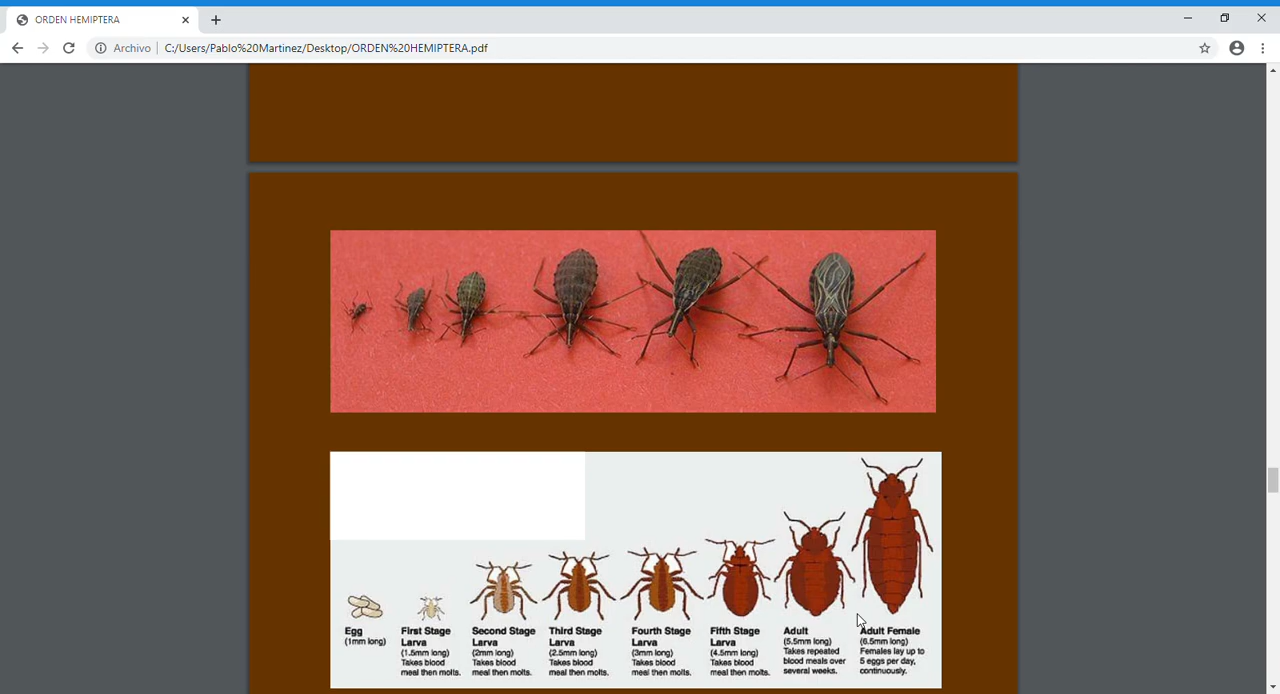 ORDEN HEMIPTERA
Archivo
C:/Users/Pablo%20Martinez/Desktop/ORDEN%20HEMIPTERA.pdf
Egg
(1mm long)
First Stage
Larva
(1.5mm long)
Takes blood
meal then molts.
Second Stage
Larva
(2mm long)
Takes blood
meal then molts.
Third Stage
Larva
(2.5mm long)
Takes blood
meal then molts.
Fourth Stage
Larva
(3mm long)
Takes blood
meal then molts.
Fifth Stage
Larva
(4.5mm long)
Takes blood
meal then molts.
Adult
(5.5mm long)
Takes repeated
blood meals over
several weeks.
Adult Female
(6.5mm long)
Females lay up to
5 eggs per day,
continuously.